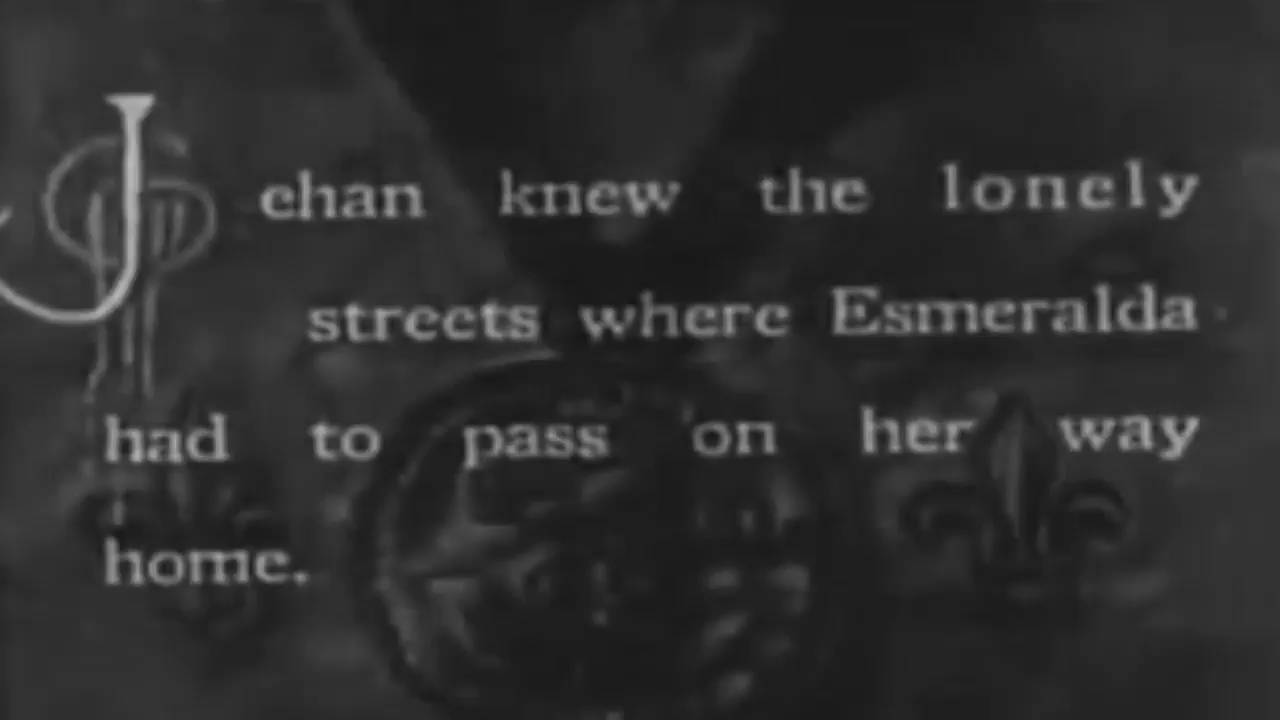 Jehan knew the lonely
streets where Esmeralda
had to pass on her way
home.